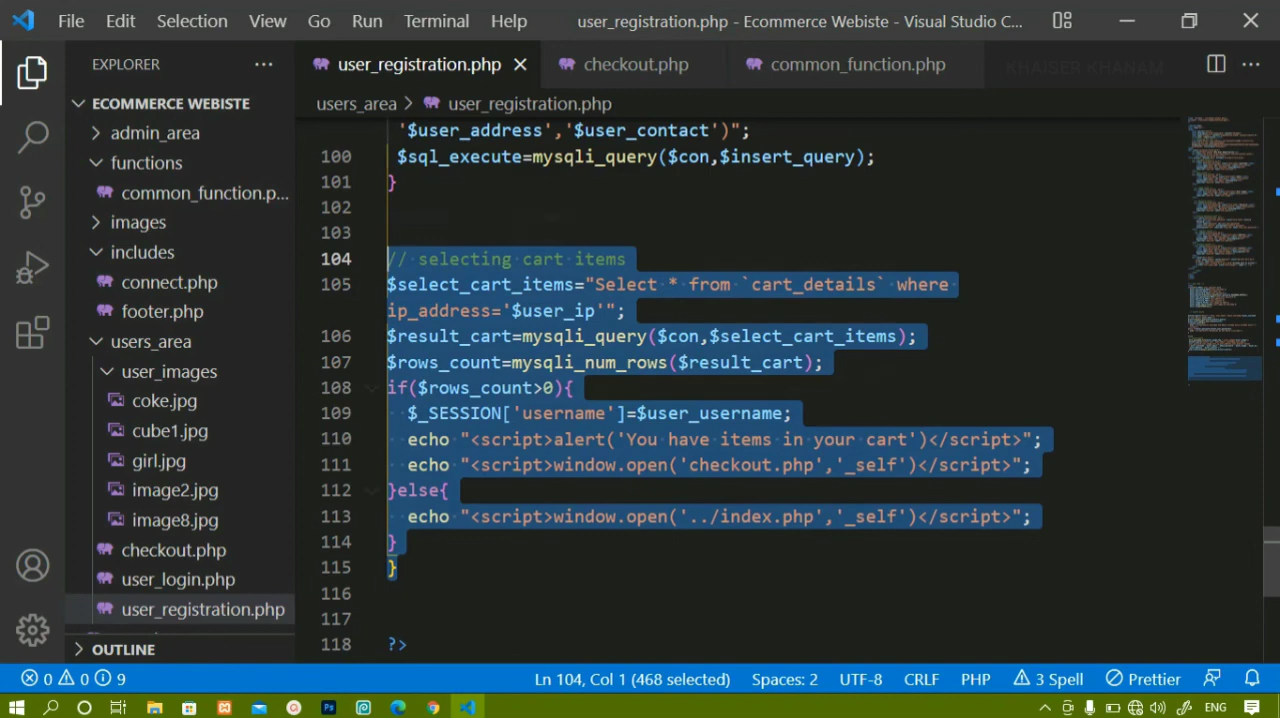 File Edit Selection View Go Run Terminal Help user_registration.php - Ecommerce Webiste - Visual Studio C...
EXPLORER ...
user_registration.php checkout.php common_function.php KHAISER KHANAM
ECOMMERCE WEBISTE
admin_area
functions
common_function.p...
images
includes
connect.php
footer.php
users_area
user_images
coke.jpg
cube1.jpg
girl.jpg
image2.jpg
image8.jpg
checkout.php
user_login.php
user_registration.php
OUTLINE
users_area > user_registration.php
'$user_address','$user_contact')";
100 $sql_execute=mysqli_query($con,$insert_query);
101 }
102
103
104 // selecting cart items
105 $select_cart_items="Select * from `cart_details` where
ip_address='$user_ip'";
106 $result_cart=mysqli_query($con,$select_cart_items);
107 $rows_count=mysqli_num_rows($result_cart);
108 if($rows_count>0){
109 $_SESSION['username']=$user_username;
110 echo "<script>alert('You have items in your cart')</script>";
111 echo "<script>window.open('checkout.php','_self')</script>";
112 }else{
113 echo "<script>window.open('../index.php','_self')</script>";
114 }
115 }
116
117
118 ?>
0 0 9 Ln 104, Col 1 (468 selected) Spaces: 2 UTF-8 CRLF PHP 3 Spell Prettier
ENG